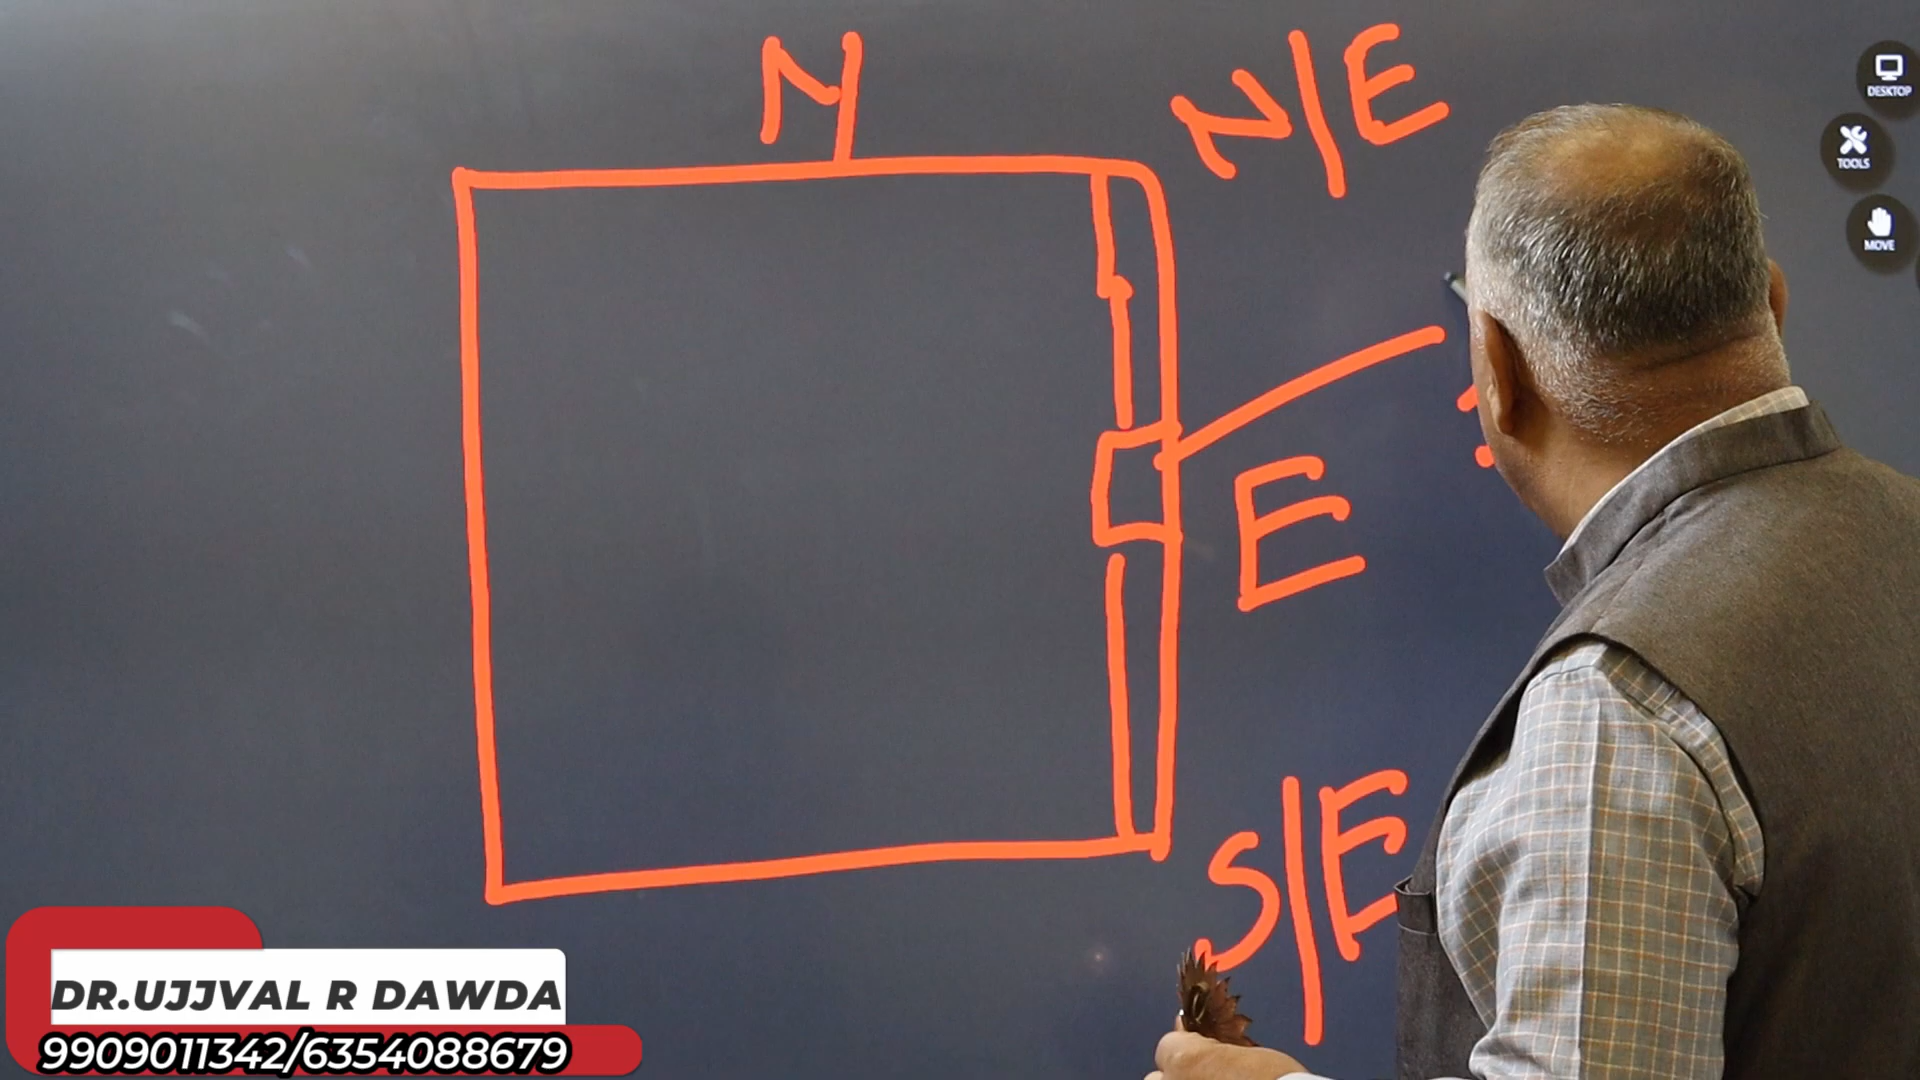 N
N/E
DESKTOP
TOOLS
MOVE
E
S/E
DR.UJJVAL R DAWDA
9909011342/6354088679